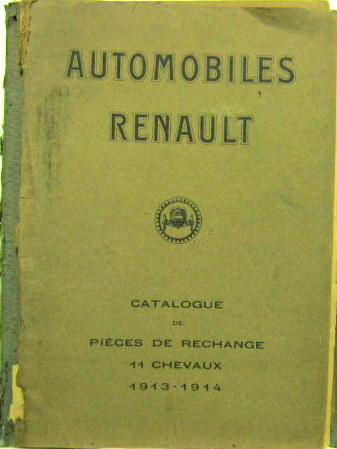 AUTOMOBILES
RENAULT
CATALOGUE
DE
PIÈCES DE RECHANGE
11 CHEVAUX
1913-1914